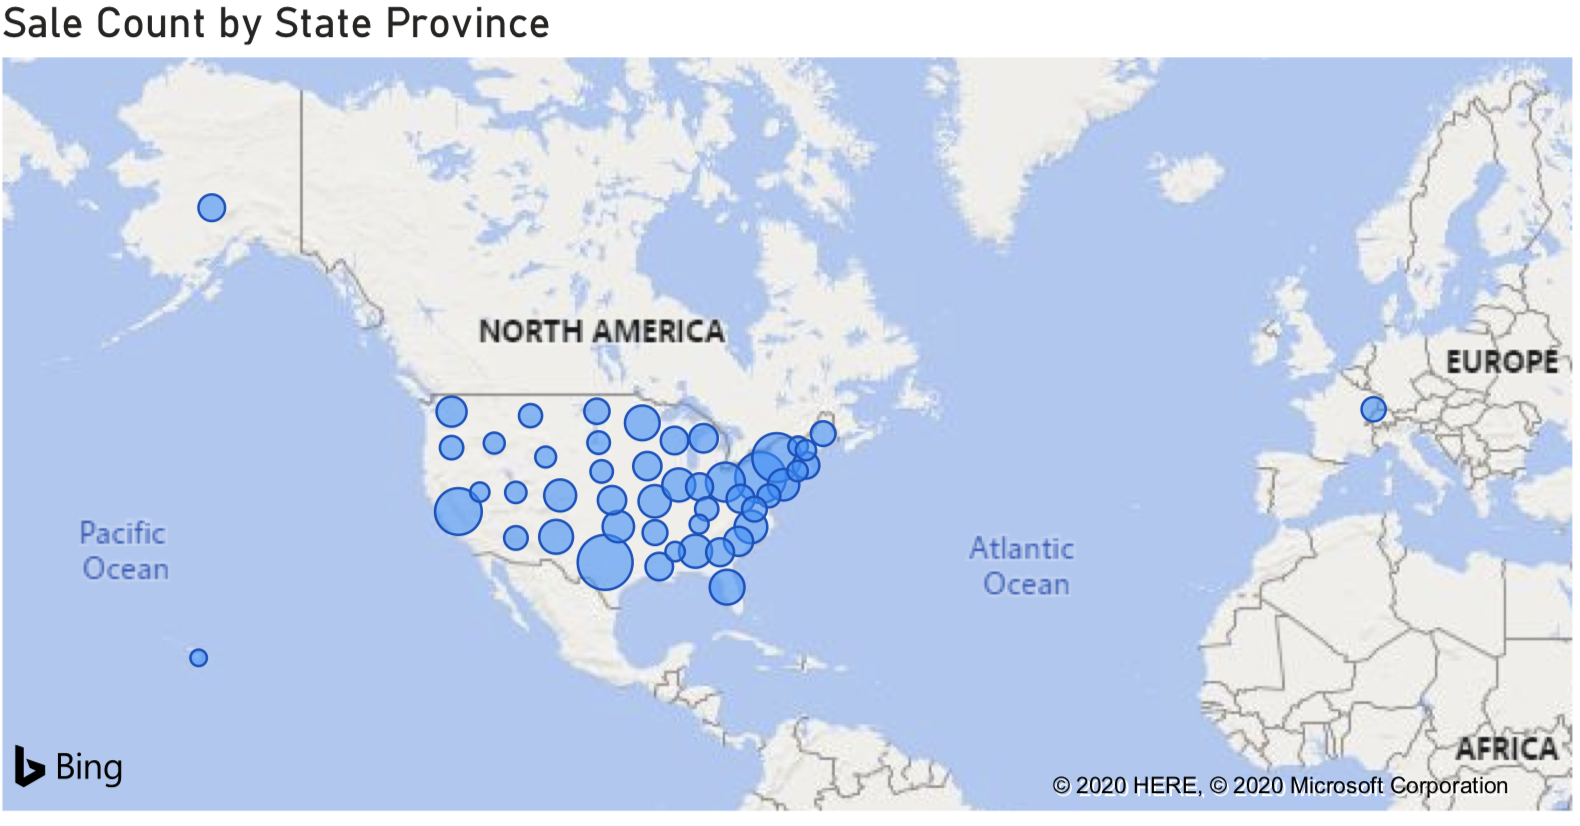 Sale Count by State Province
NORTH AMERICA
EUROPE
Pacific
Ocean
Atlantic
Ocean
AFRICA
Bing
© 2020 HERE, © 2020 Microsoft Corporation